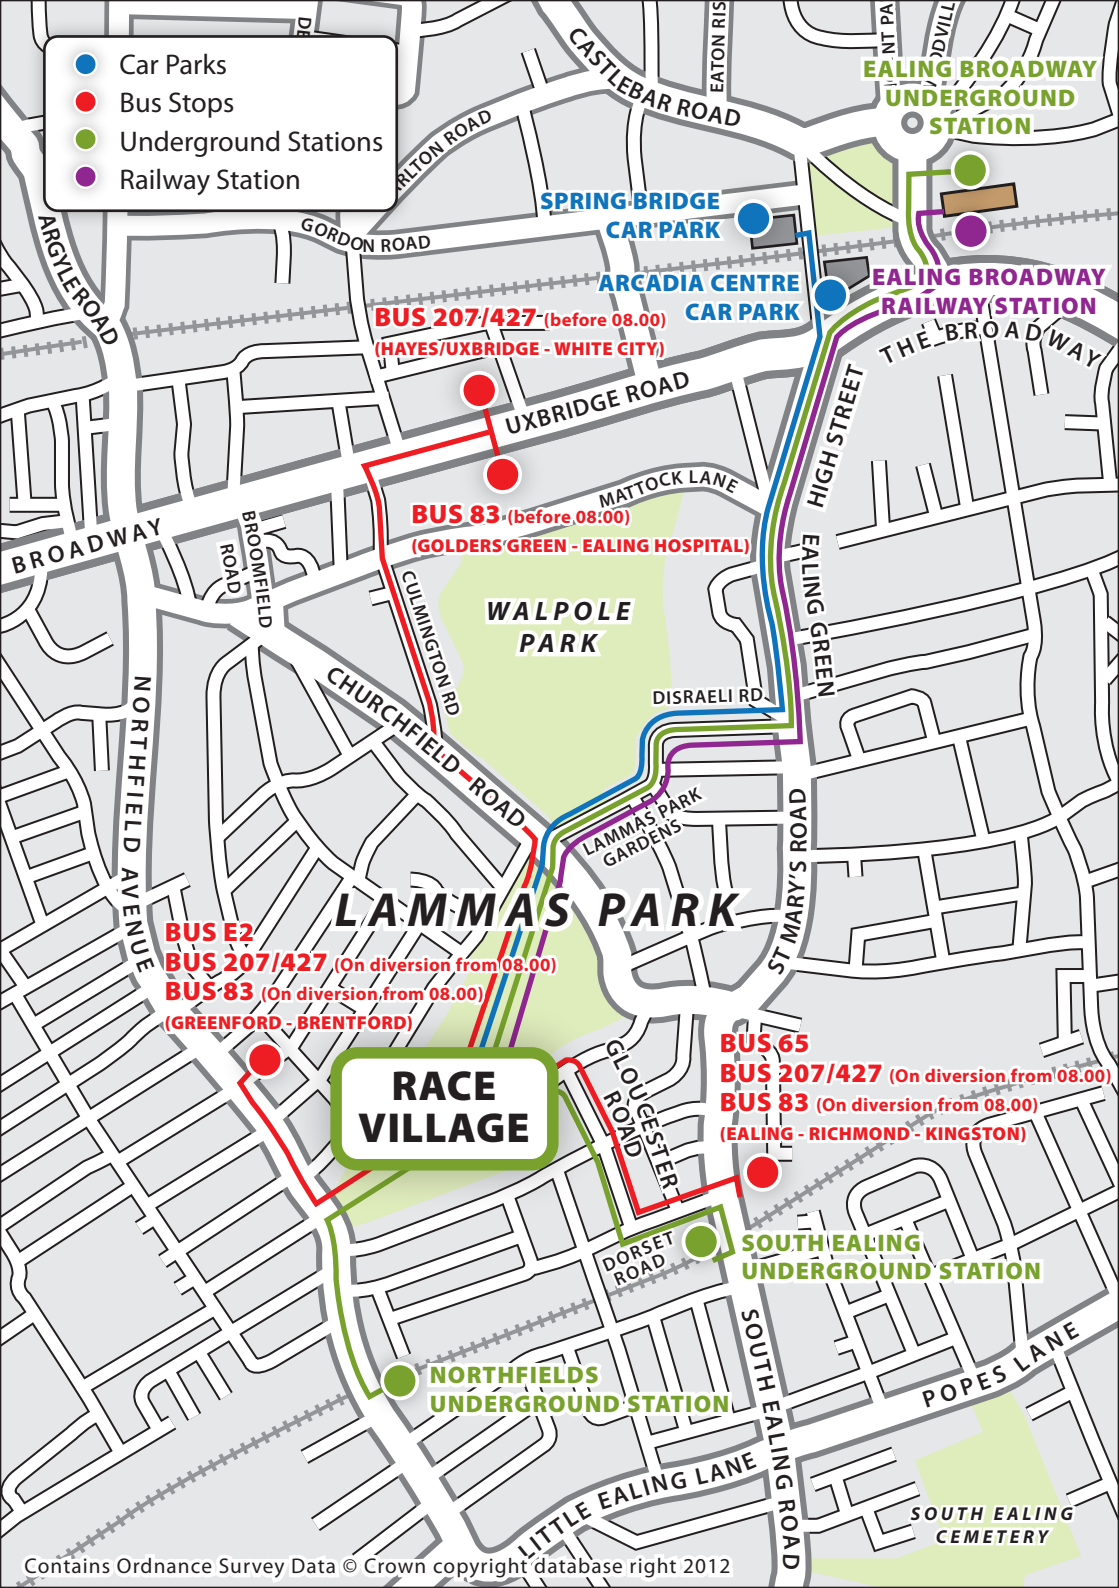 Car Parks
Bus Stops
Underground Stations
Railway Station
CASTLEBAR ROAD
EATON RIS
EALING BROADWAY
UNDERGROUND
STATION
SPRING BRIDGE
CAR PARK
ARGYLE ROAD
GORDON ROAD
ARCADIA CENTRE
CAR PARK
EALING BROADWAY
RAILWAY STATION
THE BROADWAY
BUS 207/427 (before 08.00)
(HAYES/UXBRIDGE - WHITE CITY)
UXBRIDGE ROAD
HIGH STREET
MATTOCK LANE
BUS 83 (before 08.00)
(GOLDERS GREEN - EALING HOSPITAL)
BROADWAY
BROOMFIELD
ROAD
CULMINGTON RD
WALPOLE
PARK
EALING GREEN
DISRAELI RD
CHURCHFIELD ROAD
NORTHFIELD AVENUE
LAMMAS PARK
GARDENS
ST MARY'S ROAD
LAMMAS PARK
BUS E2
BUS 207/427 (On diversion from 08.00)
BUS 83 (On diversion from 08.00)
(GREENFORD - BRENTFORD)
RACE
VILLAGE
GLOUCESTER
ROAD
BUS 65
BUS 207/427 (On diversion from 08.00)
BUS 83 (On diversion from 08.00)
(EALING - RICHMOND - KINGSTON)
DORSET
ROAD
SOUTH EALING
UNDERGROUND STATION
NORTHFIELDS
UNDERGROUND STATION
SOUTH EALING ROAD
POPES LANE
LITTLE EALING LANE
SOUTH EALING
CEMETERY
Contains Ordnance Survey Data © Crown copyright database right 2012